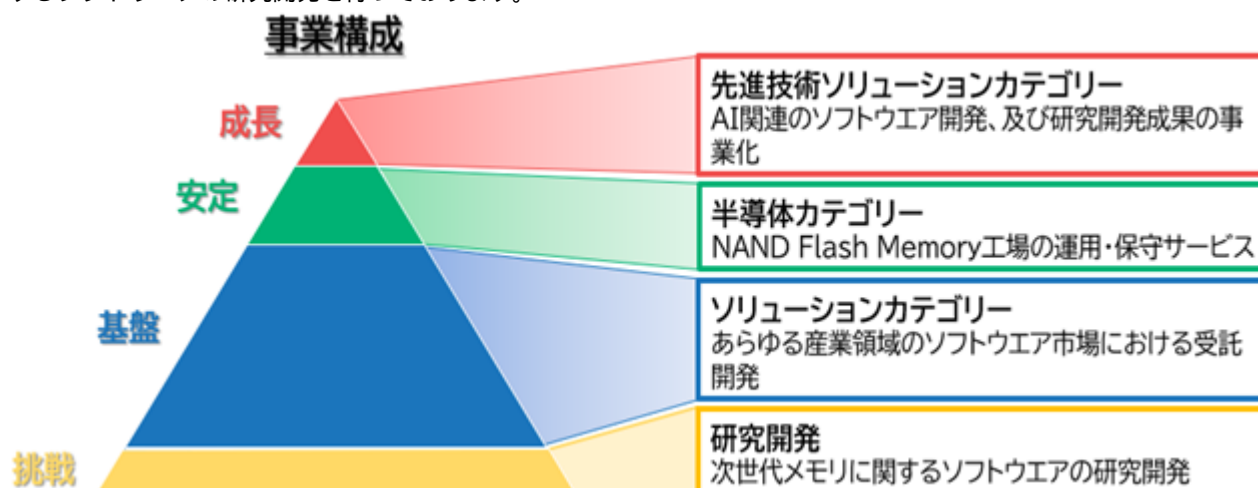 事業構成
成長
先進技術ソリューションカテゴリー
AI関連のソフトウエア開発、及び研究開発成果の事
業化
安定
半導体カテゴリー
NAND Flash Memory工場の運用・保守サービス
基盤
ソリューションカテゴリー
あらゆる産業領域のソフトウエア市場における受託
開発
挑戦
研究開発
次世代メモリに関するソフトウエアの研究開発